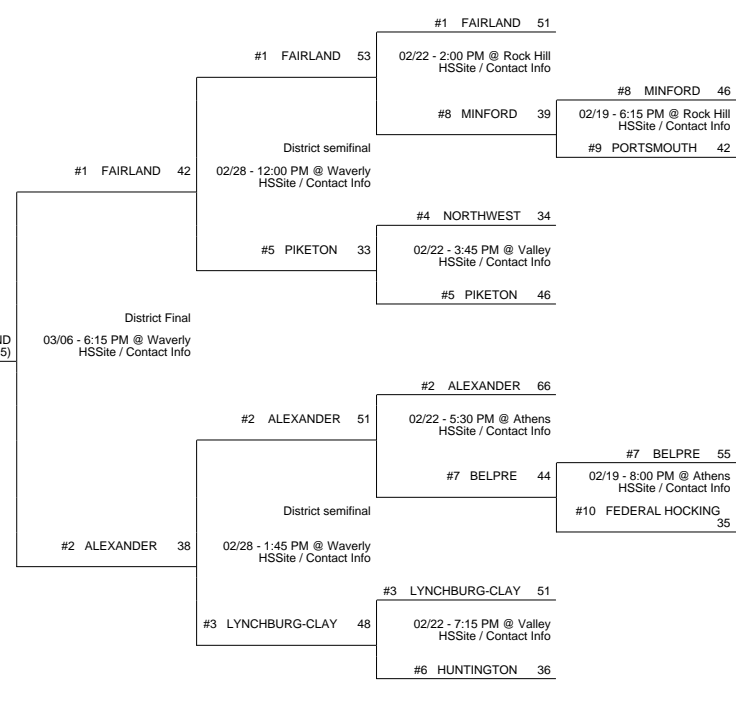 #1 FAIRLAND 51
#1 FAIRLAND 53
02/22 - 2:00 PM @ Rock Hill
HSSite / Contact Info
#8 MINFORD 46
#8 MINFORD 39
02/19 - 6:15 PM @ Rock Hill
HSSite / Contact Info
District semifinal
#9 PORTSMOUTH 42
#1 FAIRLAND 42
02/28 - 12:00 PM @ Waverly
HSSite / Contact Info
#4 NORTHWEST 34
#5 PIKETON 33
02/22 - 3:45 PM @ Valley
HSSite / Contact Info
#5 PIKETON 46
District Final
ND
5)
03/06 - 6:15 PM @ Waverly
HSSite / Contact Info
#2 ALEXANDER 66
#2 ALEXANDER 51
02/22 - 5:30 PM @ Athens
HSSite / Contact Info
#7 BELPRE 55
#7 BELPRE 44
02/19 - 8:00 PM @ Athens
HSSite / Contact Info
District semifinal
#10 FEDERAL HOCKING
35
#2 ALEXANDER 38
02/28 - 1:45 PM @ Waverly
HSSite / Contact Info
#3 LYNCHBURG-CLAY 51
#3 LYNCHBURG-CLAY 48
02/22 - 7:15 PM @ Valley
HSSite / Contact Info
#6 HUNTINGTON 36